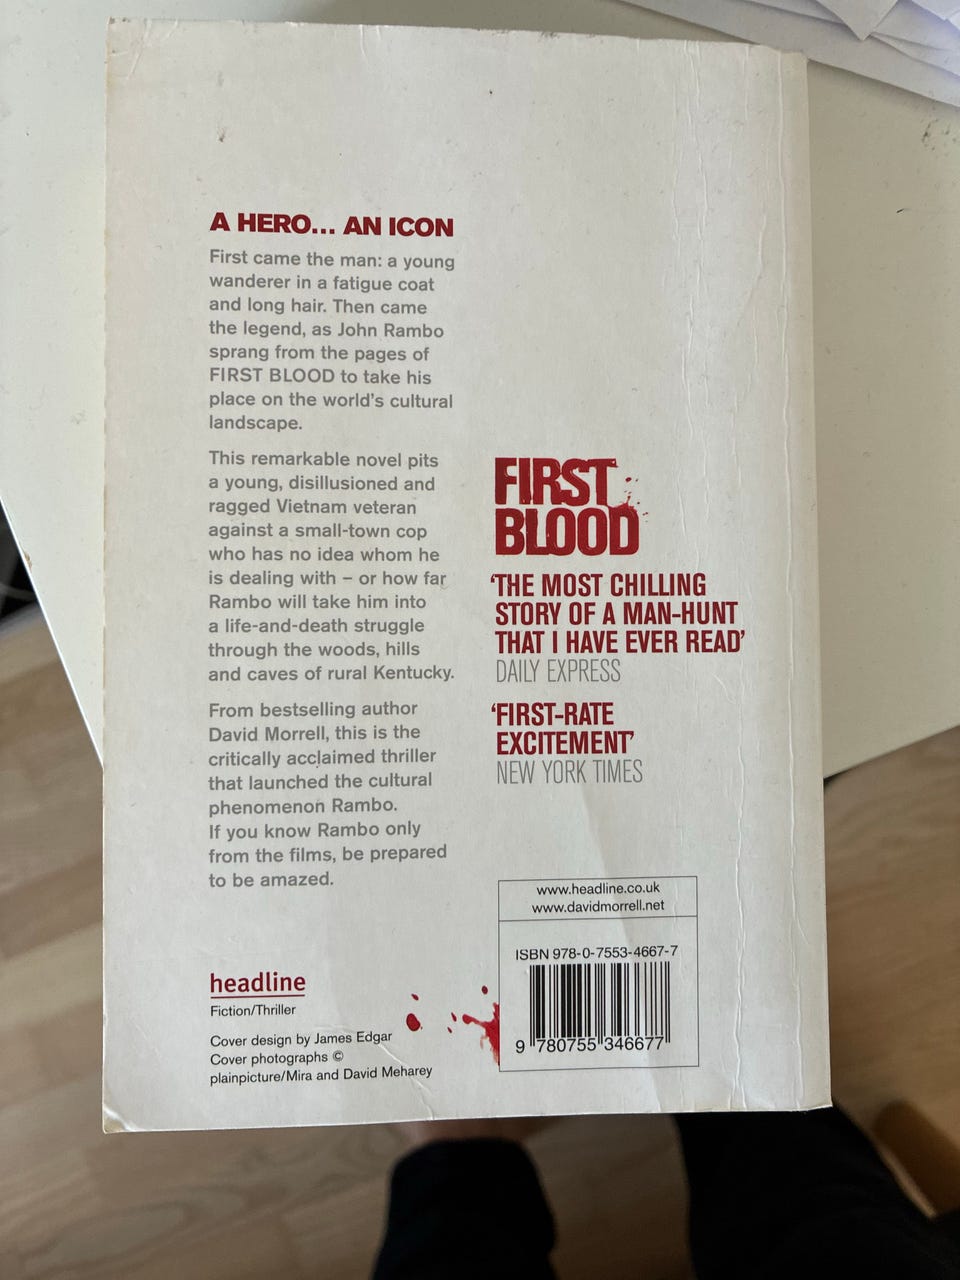 A HERO... AN ICON
First came the man: a young
wanderer in a fatigue coat
and long hair. Then came
the legend, as John Rambo
sprang from the pages of
FIRST BLOOD to take his
place on the world's cultural
landscape.
This remarkable novel pits
a young, disillusioned and
ragged Vietnam veteran
against a small-town cop
who has no idea whom he
is dealing with – or how far
Rambo will take him into
a life-and-death struggle
through the woods, hills
and caves of rural Kentucky.
From bestselling author
David Morrell, this is the
critically acclaimed thriller
that launched the cultural
phenomenon Rambo.
If you know Rambo only
from the films, be prepared
to be amazed.
headline
Fiction/Thriller
Cover design by James Edgar
Cover photographs ©
plainpicture/Mira and David Meharey
FIRST
BLOOD
'THE MOST CHILLING
STORY OF A MAN-HUNT
THAT I HAVE EVER READ'
DAILY EXPRESS
'FIRST-RATE
EXCITEMENT'
NEW YORK TIMES
www.headline.co.uk
www.davidmorrell.net
ISBN 978-0-7553-4667-7
9 780755 346677